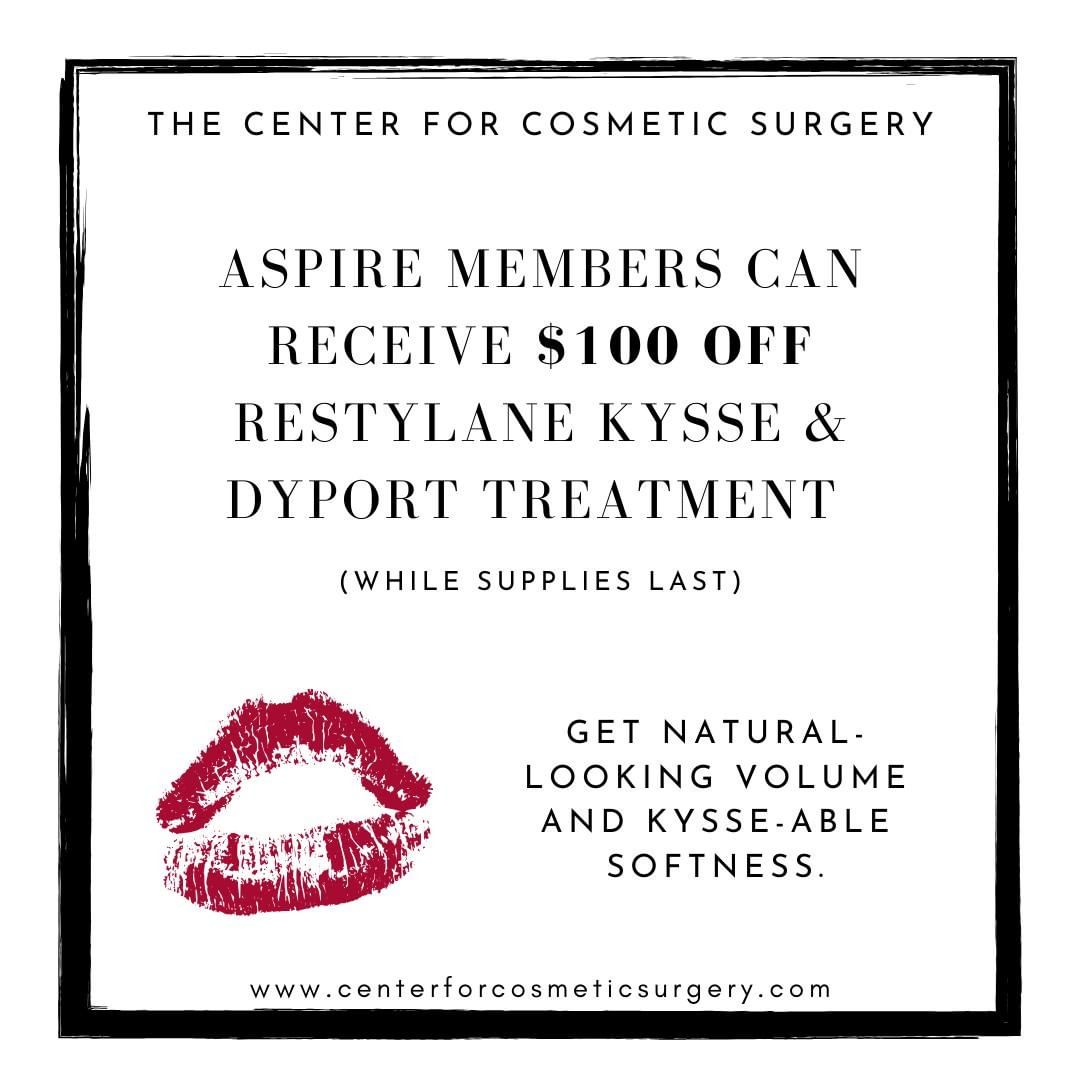 THE CENTER FOR COSMETIC SURGERY
ASPIRE MEMBERS CAN
RECEIVE $100 OFF
RESTYLANE KYSSE &
DYPORT TREATMENT
(WHILE SUPPLIES LAST)
GET NATURAL-
LOOKING VOLUME
AND KYSSE-ABLE
SOFTNESS.
www.centerforcosmeticsurgery.com